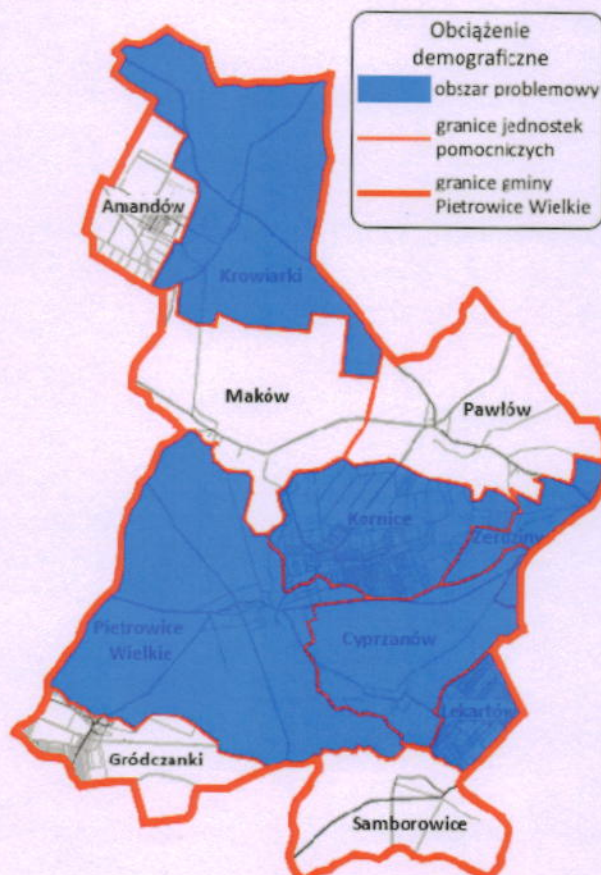 Obciążenie
demograficzne
obszar problemowy
granice jednostek
pomocniczych
granice gminy
Pietrowice Wielkie
Amandów
Krowiarki
Maków
Pawłów
Kornice
Żerdziny
Pietrowice
Wielkie
Cyprzanów
Lekartów
Gródczanki
Samborowice